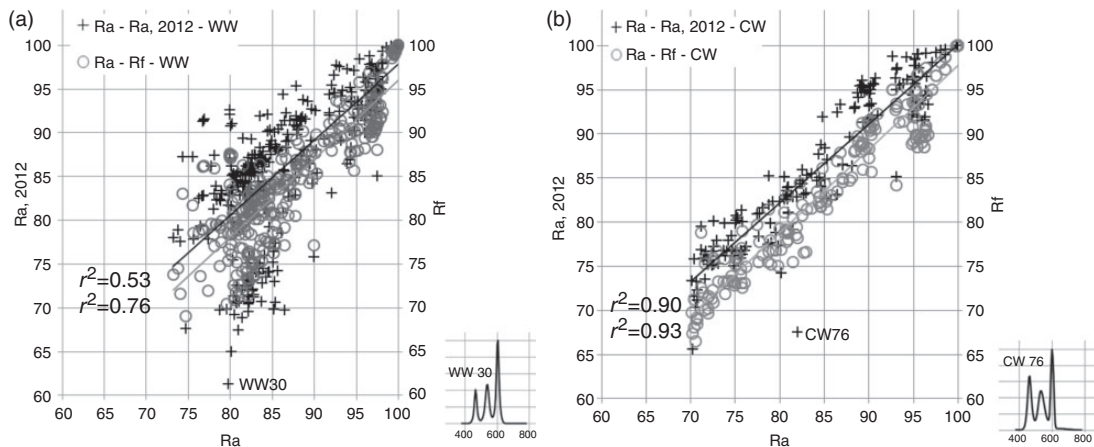 (a)
+ Ra - Ra, 2012 - WW
○ Ra - Rf - WW
100
95
90
85
80
75
70
65
60
Ra, 2012
100
95
90
85
80
75
70
65
60
Rf
r²=0.53
r²=0.76
WW30
60 65 70 75 80 85 90 95 100
Ra
WW 30
400 600 800
(b)
+ Ra - Ra, 2012 - CW
○ Ra - Rf - CW
100
95
90
85
80
75
70
65
60
Ra, 2012
100
95
90
85
80
75
70
65
60
Rf
r²=0.90
r²=0.93
CW76
60 65 70 75 80 85 90 95 100
Ra
CW 76
400 600 800